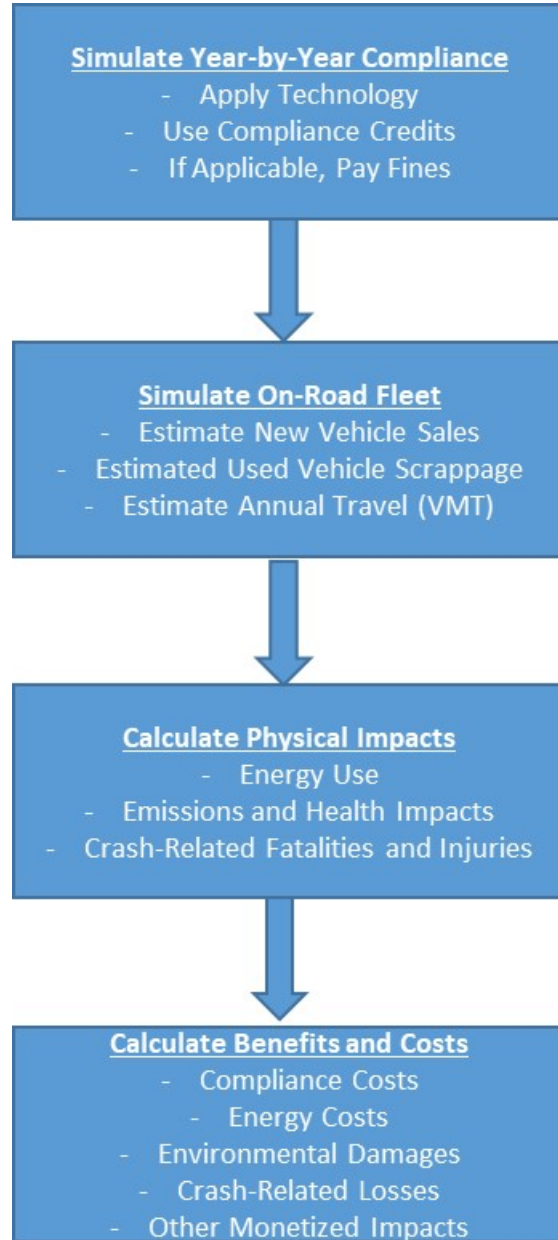 Simulate Year-by-Year Compliance
- Apply Technology
- Use Compliance Credits
- If Applicable, Pay Fines
Simulate On-Road Fleet
- Estimate New Vehicle Sales
- Estimated Used Vehicle Scrappage
- Estimate Annual Travel (VMT)
Calculate Physical Impacts
- Energy Use
- Emissions and Health Impacts
- Crash-Related Fatalities and Injuries
Calculate Benefits and Costs
- Compliance Costs
- Energy Costs
- Environmental Damages
- Crash-Related Losses
- Other Monetized Impacts